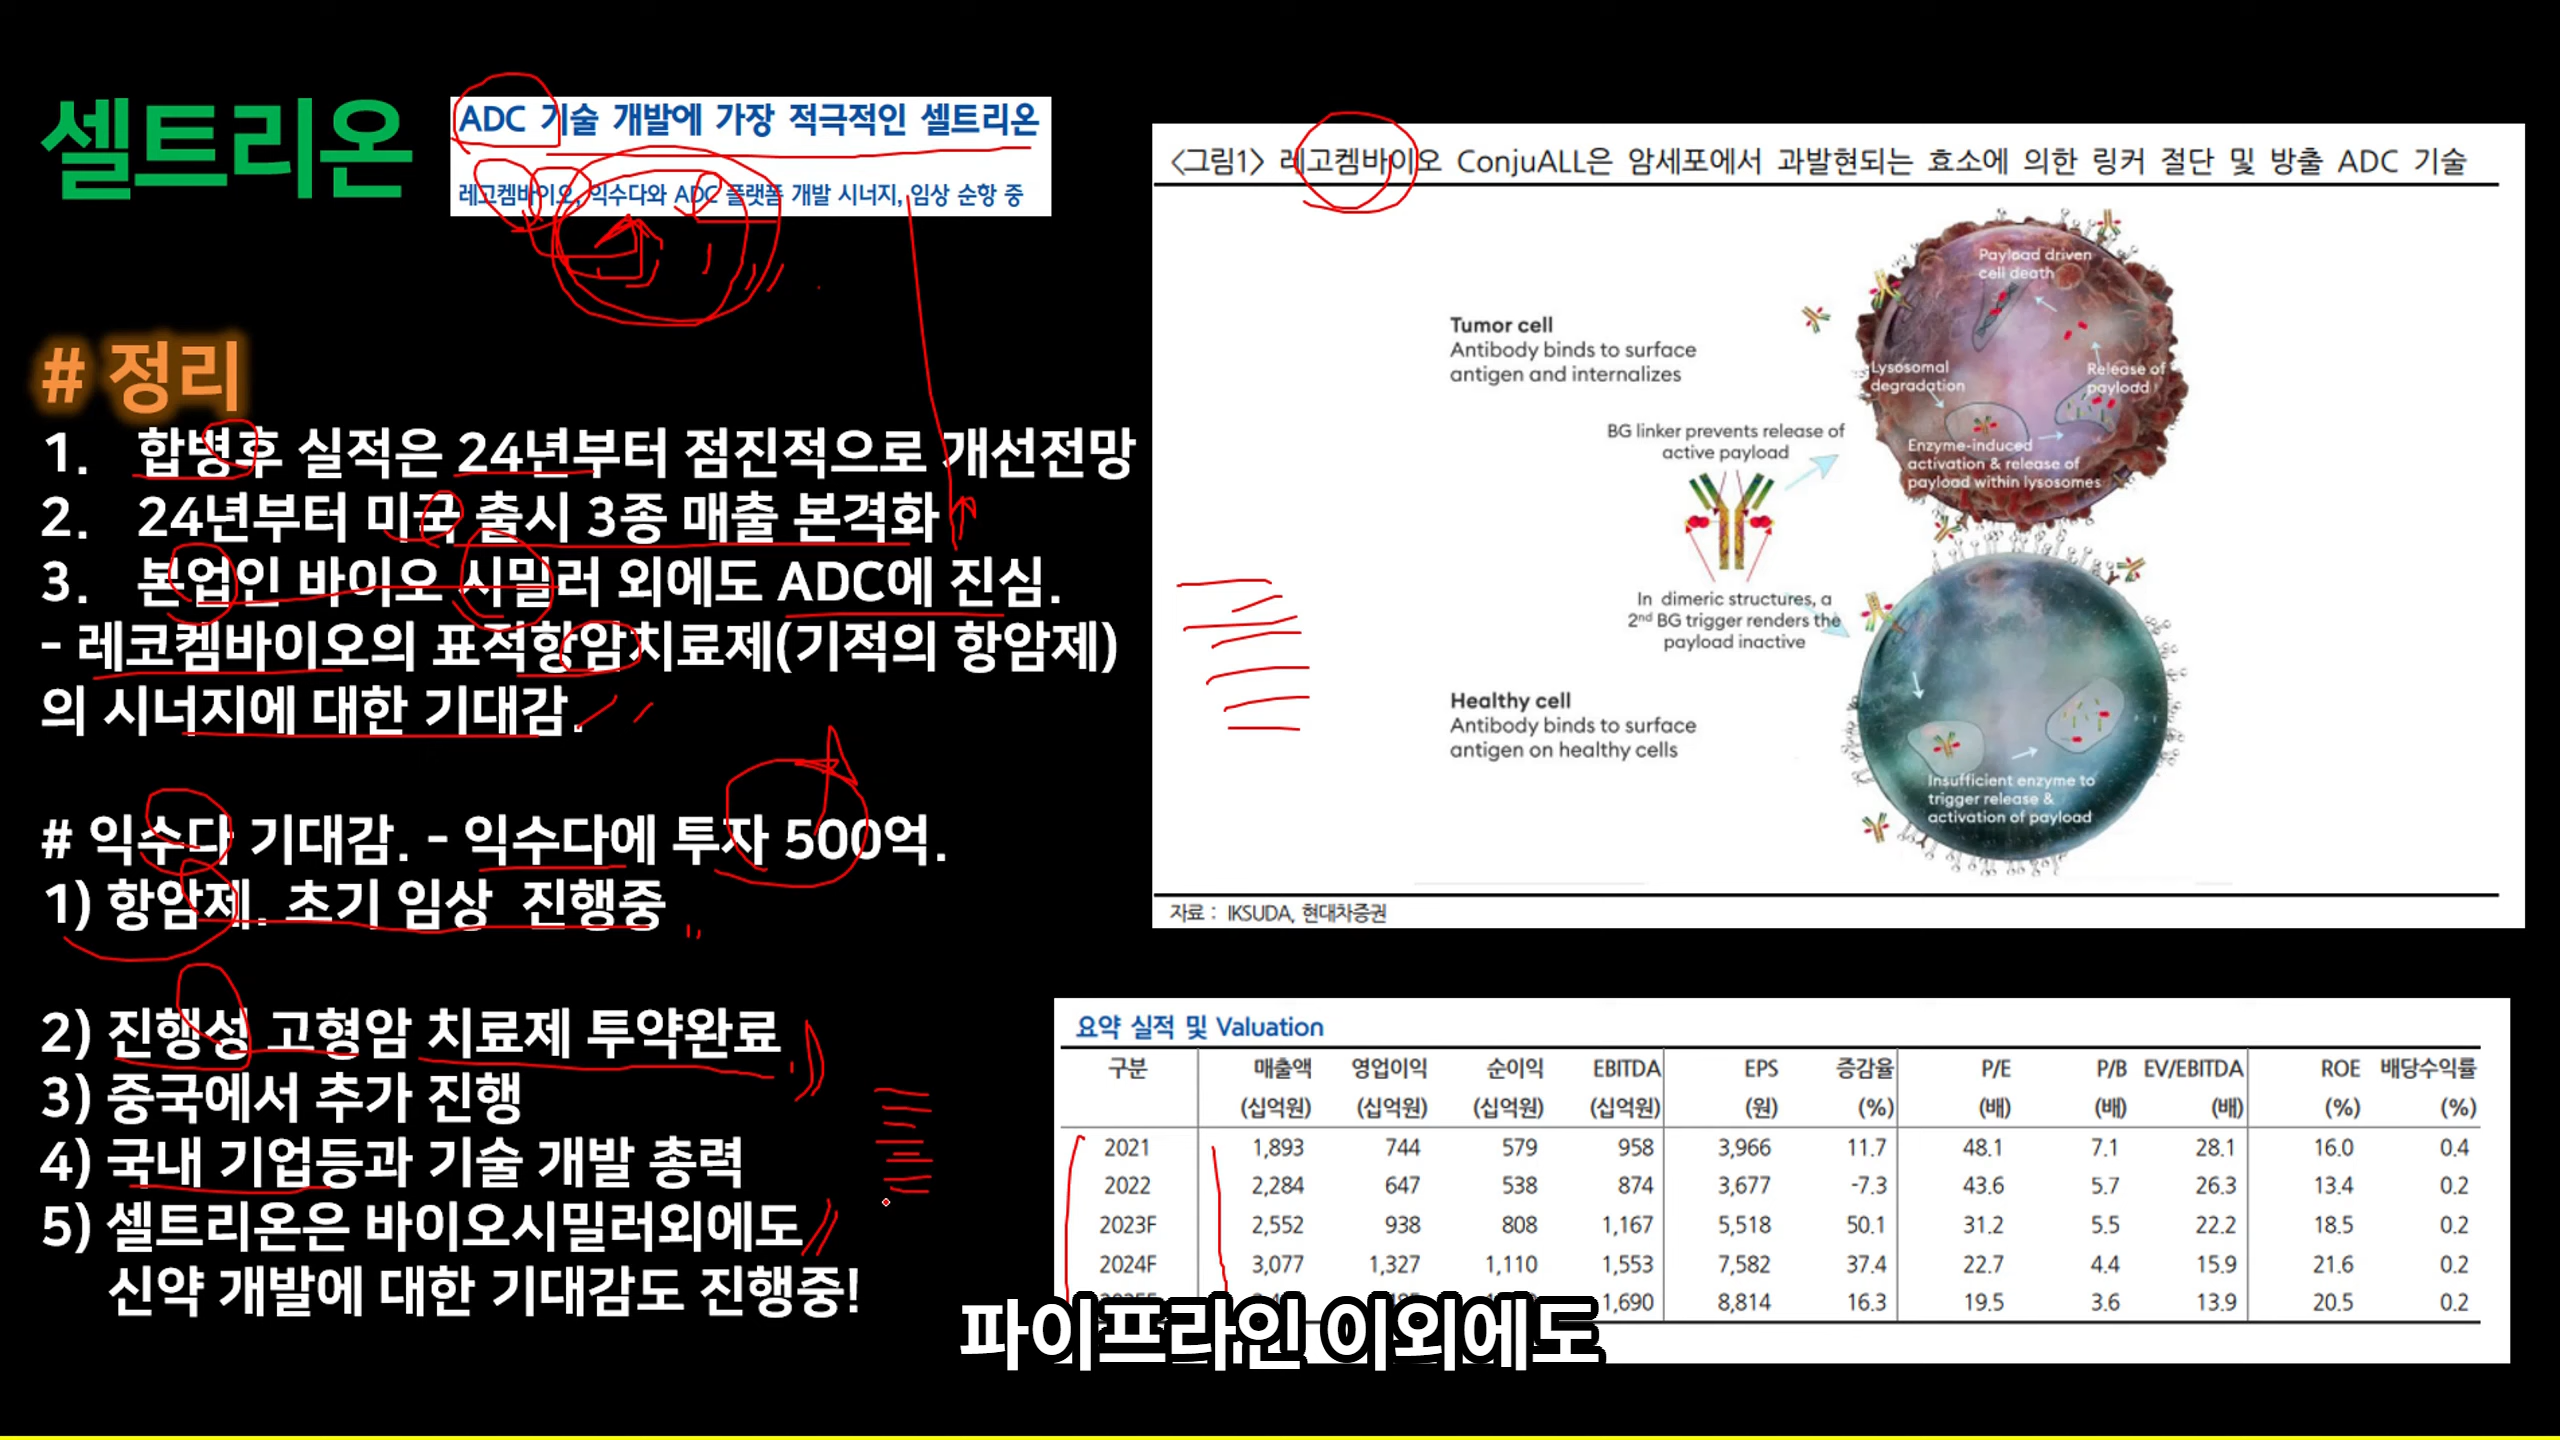 셀트리온
ADC 기술 개발에 가장 적극적인 셀트리온
레고켐바이오, 익수다와 ADC 플랫폼 개발 시너지, 임상 순항 중
# 정리
1. 합병후 실적은 24년부터 점진적으로 개선전망
2. 24년부터 미국 출시 3종 매출 본격화
3. 본업인 바이오 시밀러 외에도 ADC에 진심.
- 레코켐바이오의 표적항암치료제(기적의 항암제)
의 시너지에 대한 기대감.
# 익수다 기대감. - 익수다에 투자 500억.
1) 항암제. 초기 임상 진행중
2) 진행성 고형암 치료제 투약완료
3) 중국에서 추가 진행
4) 국내 기업등과 기술 개발 총력
5) 셀트리온은 바이오시밀러외에도
신약 개발에 대한 기대감도 진행중!
<그림1> 레고켐바이오 ConjuALL은 암세포에서 과발현되는 효소에 의한 링커 절단 및 방출 ADC 기술
Payload driven
cell death
Tumor cell
Antibody binds to surface
antigen and internalizes
Lysosomal
degradation
Release of
payload
Enzyme-induced
activation & release of
payload within lysosomes
BG linker prevents release of
active payload
In dimeric structures, a
2nd BG trigger renders the
payload inactive
Healthy cell
Antibody binds to surface
antigen on healthy cells
Insufficient enzyme to
trigger release &
activation of payload
자료 : IKSUDA, 현대차증권
요약 실적 및 Valuation
구분 매출액 영업이익 순이익 EBITDA EPS 증감율 P/E P/B EV/EBITDA ROE 배당수익률
(십억원) (십억원) (십억원) (십억원) (원) (%) (배) (배) (배) (%) (%)
2021 1,893 744 579 958 3,966 11.7 48.1 7.1 28.1 16.0 0.4
2022 2,284 647 538 874 3,677 -7.3 43.6 5.7 26.3 13.4 0.2
2023F 2,552 938 808 1,167 5,518 50.1 31.2 5.5 22.2 18.5 0.2
2024F 3,077 1,327 1,110 1,553 7,582 37.4 22.7 4.4 15.9 21.6 0.2
1,690 8,814 16.3 19.5 3.6 13.9 20.5 0.2
파이프라인 이외에도